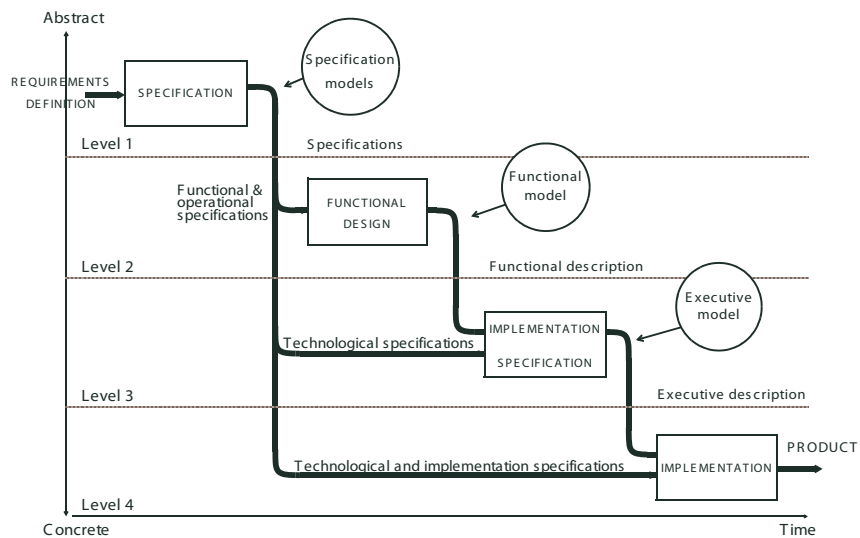 Abstract
REQUIREMENTS
DEFINITION
SPECIFICATION
Specification
models
Level 1
Specifications
Functional &
operational
specifications
FUNCTIONAL
DESIGN
Functional
model
Level 2
Functional description
Technological specifications
IMPLEMENTATION
SPECIFICATION
Executive
model
Level 3
Executive description
Technological and implementation specifications
IMPLEMENTATION
PRODUCT
Level 4
Concrete
Time